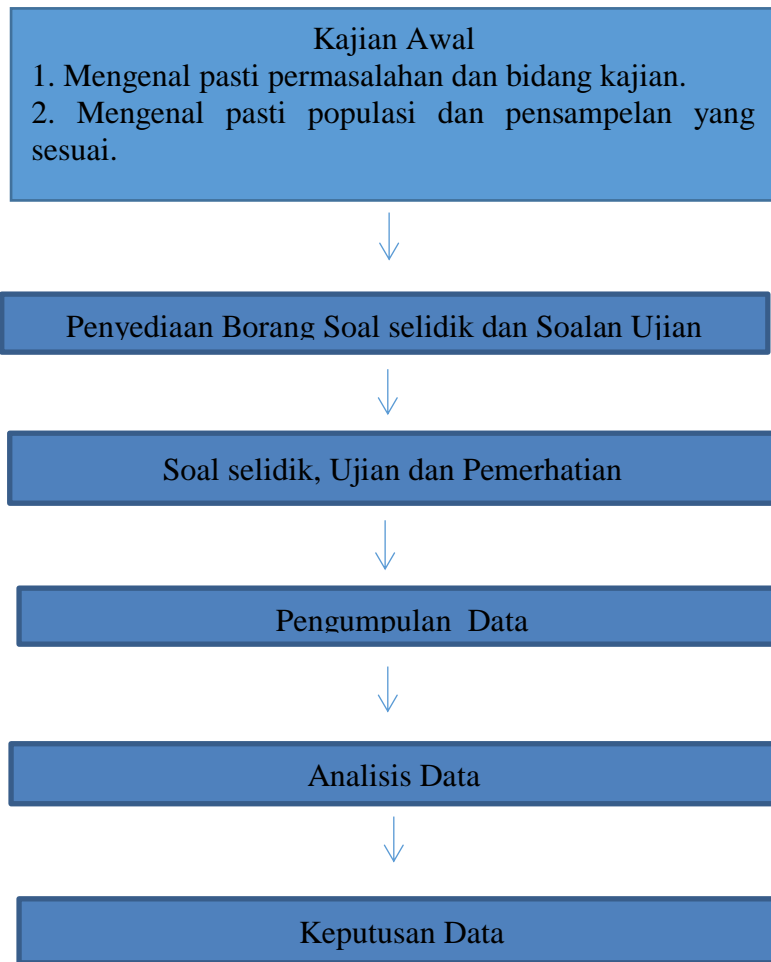 Kajian Awal
1. Mengenal pasti permasalahan dan bidang kajian.
2. Mengenal pasti populasi dan pensampelan yang
sesuai.
Penyediaan Borang Soal selidik dan Soalan Ujian
Soal selidik, Ujian dan Pemerhatian
Pengumpulan Data
Analisis Data
Keputusan Data